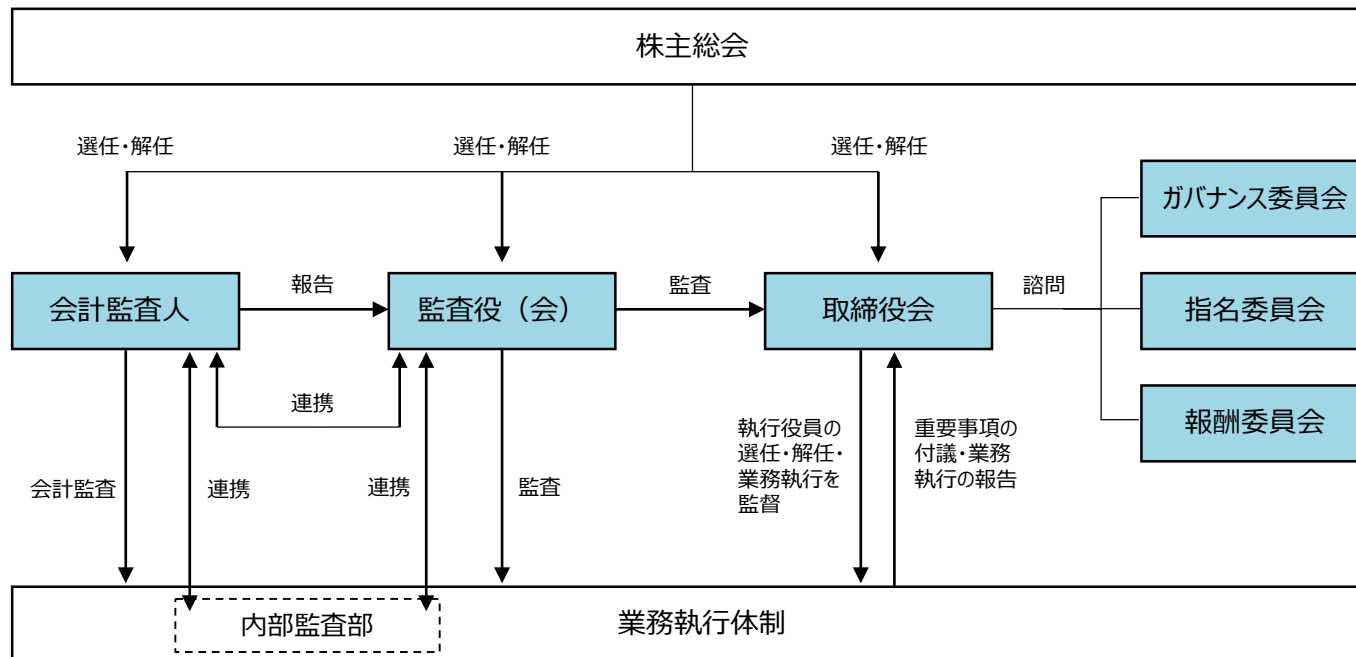 株主総会
選任・解任
選任・解任
選任・解任
ガバナンス委員会
会計監査人
報告
監査役（会）
監査
取締役会
諮問
指名委員会
連携
報酬委員会
執行役員の
選任・解任・
業務執行を
監督
重要事項の
付議・業務
執行の報告
会計監査
連携
連携
監査
内部監査部
業務執行体制